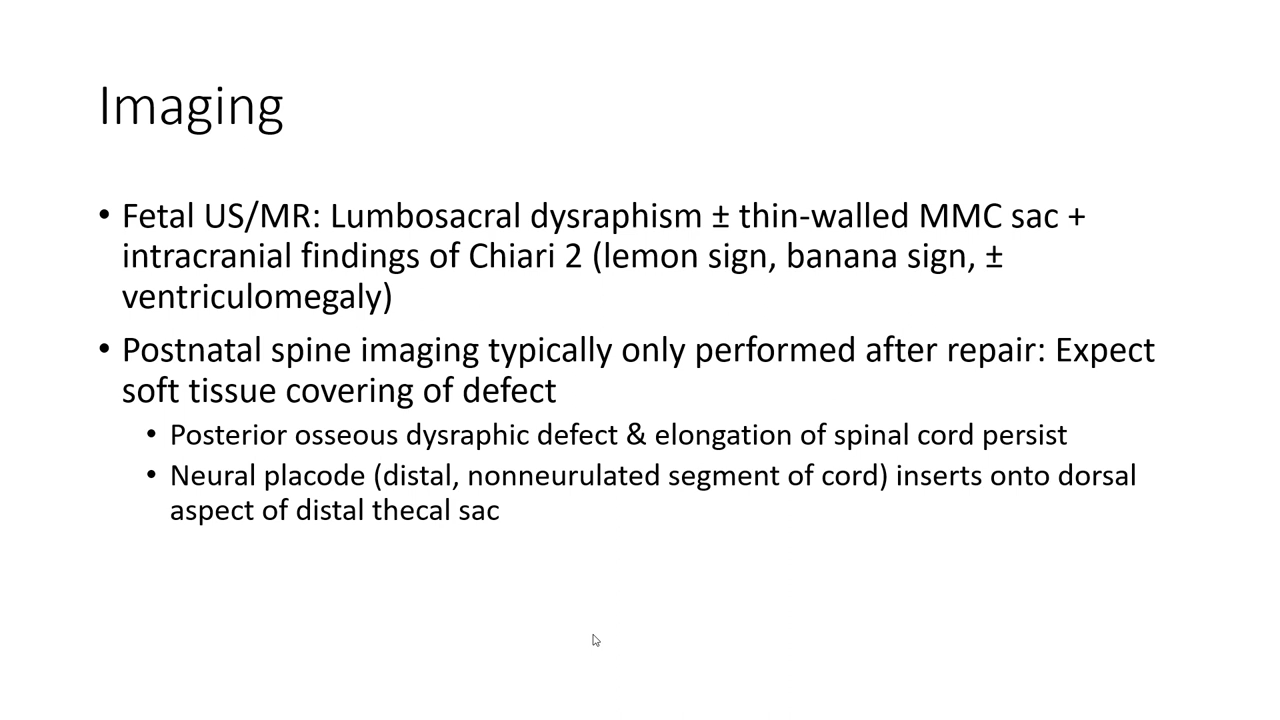 Imaging
• Fetal US/MR: Lumbosacral dysraphism ± thin-walled MMC sac +
intracranial findings of Chiari 2 (lemon sign, banana sign, ±
ventriculomegaly)
• Postnatal spine imaging typically only performed after repair: Expect
soft tissue covering of defect
• Posterior osseous dysraphic defect & elongation of spinal cord persist
• Neural placode (distal, nonneurulated segment of cord) inserts onto dorsal
aspect of distal thecal sac